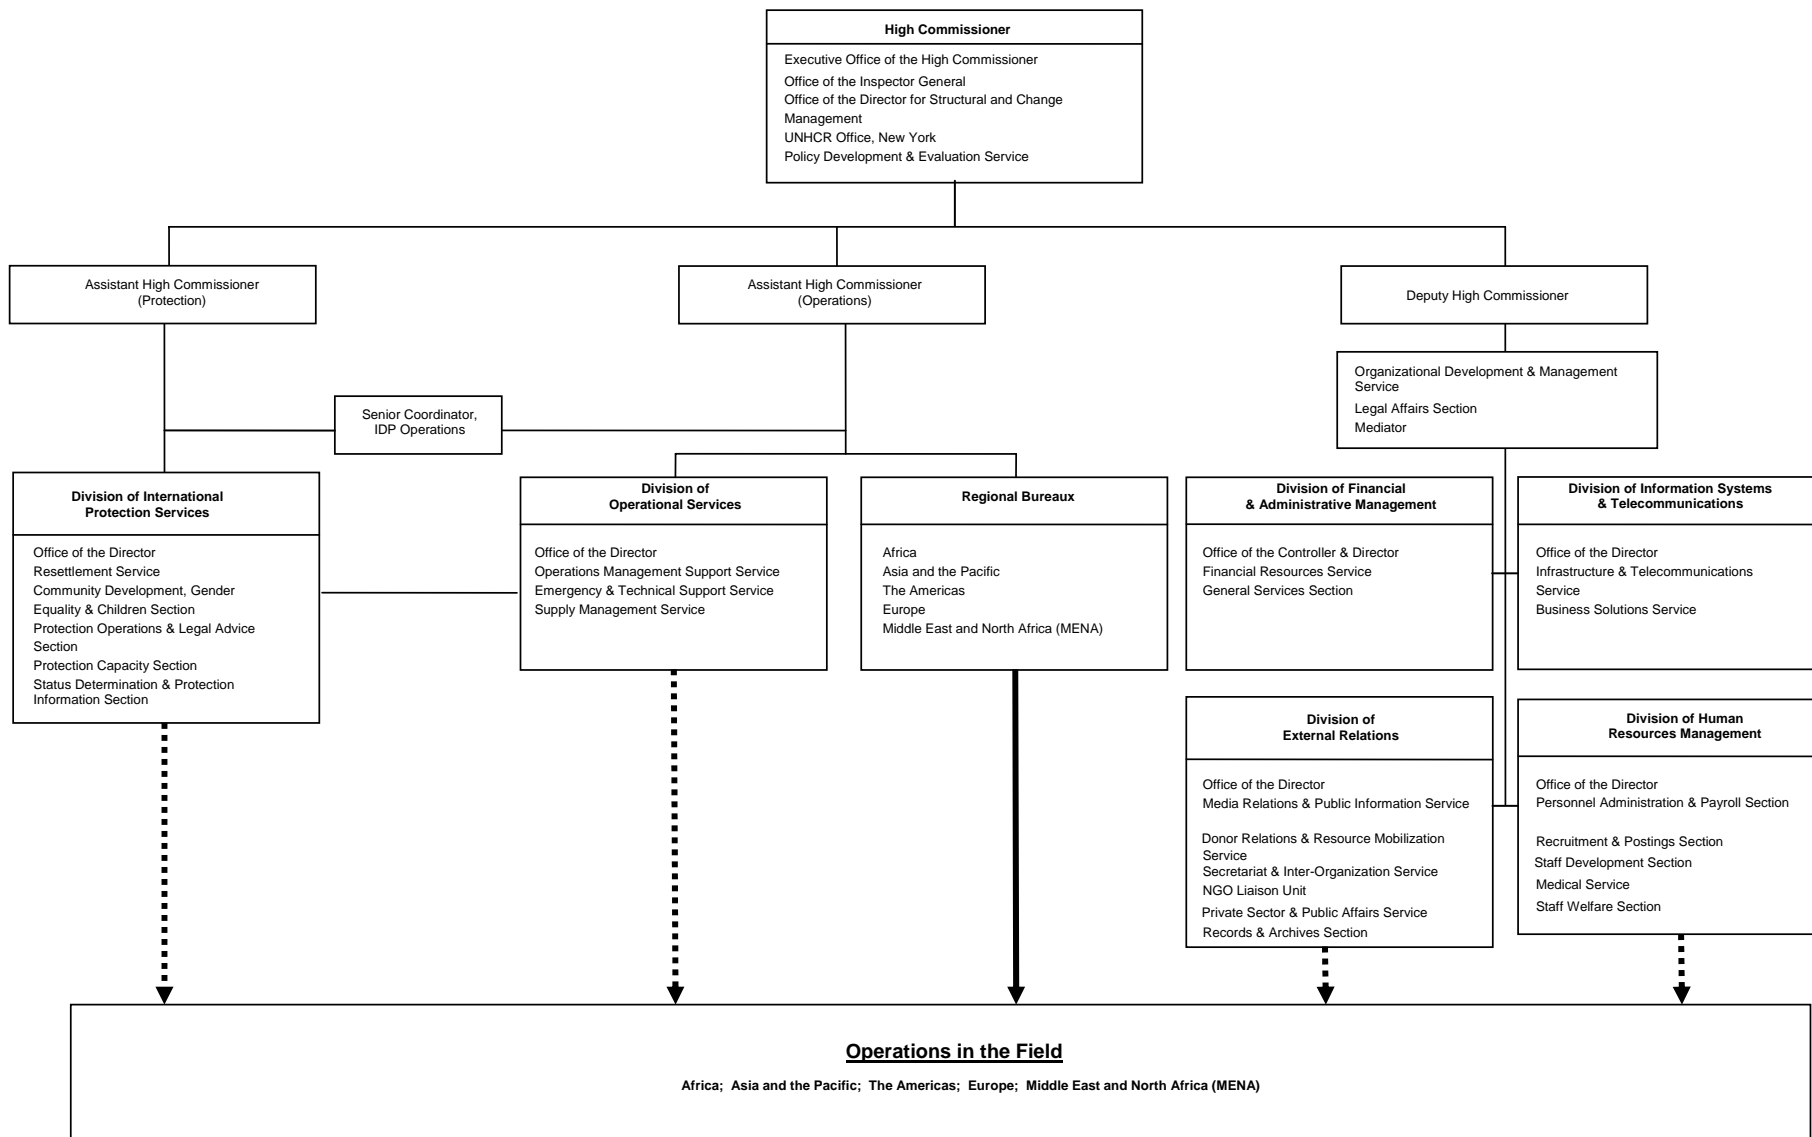 High Commissioner
Executive Office of the High Commissioner
Office of the Inspector General
Office of the Director for Structural and Change
Management
UNHCR Office, New York
Policy Development & Evaluation Service
Assistant High Commissioner
(Protection)
Assistant High Commissioner
(Operations)
Deputy High Commissioner
Organizational Development & Management
Service
Legal Affairs Section
Mediator
Senior Coordinator,
IDP Operations
Division of International
Protection Services
Office of the Director
Resettlement Service
Community Development, Gender
Equality & Children Section
Protection Operations & Legal Advice
Section
Protection Capacity Section
Status Determination & Protection
Information Section
Division of
Operational Services
Office of the Director
Operations Management Support Service
Emergency & Technical Support Service
Supply Management Service
Regional Bureaux
Africa
Asia and the Pacific
The Americas
Europe
Middle East and North Africa (MENA)
Division of Financial
& Administrative Management
Office of the Controller & Director
Financial Resources Service
General Services Section
Division of Information Systems
& Telecommunications
Office of the Director
Infrastructure & Telecommunications
Service
Business Solutions Service
Division of
External Relations
Office of the Director
Media Relations & Public Information Service
Donor Relations & Resource Mobilization
Service
Secretariat & Inter-Organization Service
NGO Liaison Unit
Private Sector & Public Affairs Service
Records & Archives Section
Division of Human
Resources Management
Office of the Director
Personnel Administration & Payroll Section
Recruitment & Postings Section
Staff Development Section
Medical Service
Staff Welfare Section
Operations in the Field
Africa; Asia and the Pacific; The Americas; Europe; Middle East and North Africa (MENA)